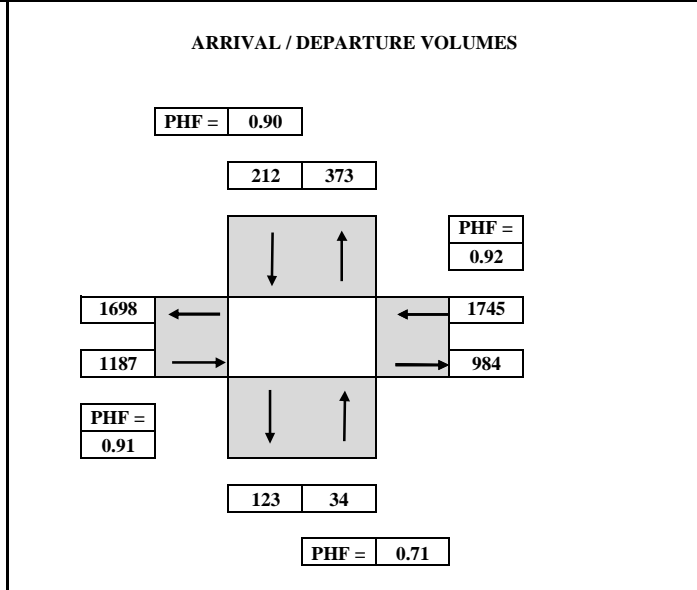 ARRIVAL / DEPARTURE VOLUMES
PHF = 0.90
212 373
PHF =
0.92
1698 1745
1187 984
PHF =
0.91
123 34
PHF = 0.71